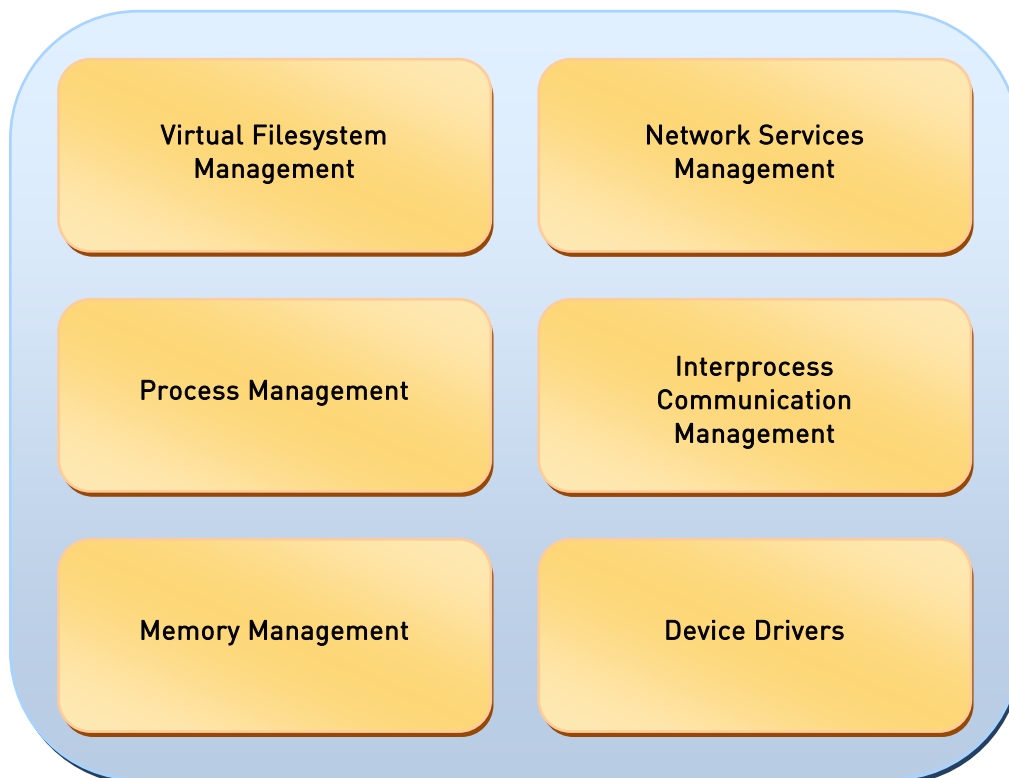 Virtual Filesystem
Management
Network Services
Management
Process Management
Interprocess
Communication
Management
Memory Management
Device Drivers